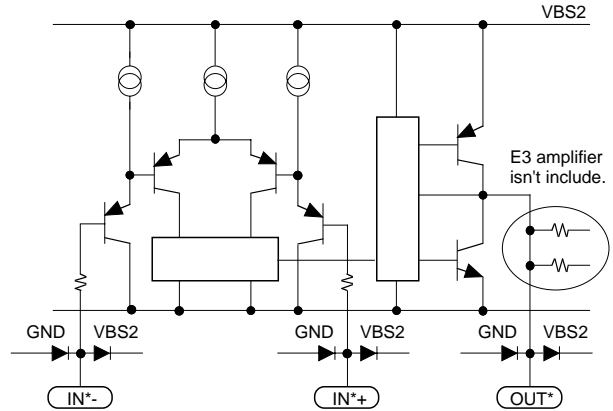 VBS2
E3 amplifier
isn't include.
GND VBS2
GND VBS2
GND VBS2
IN*-
IN*+
OUT*